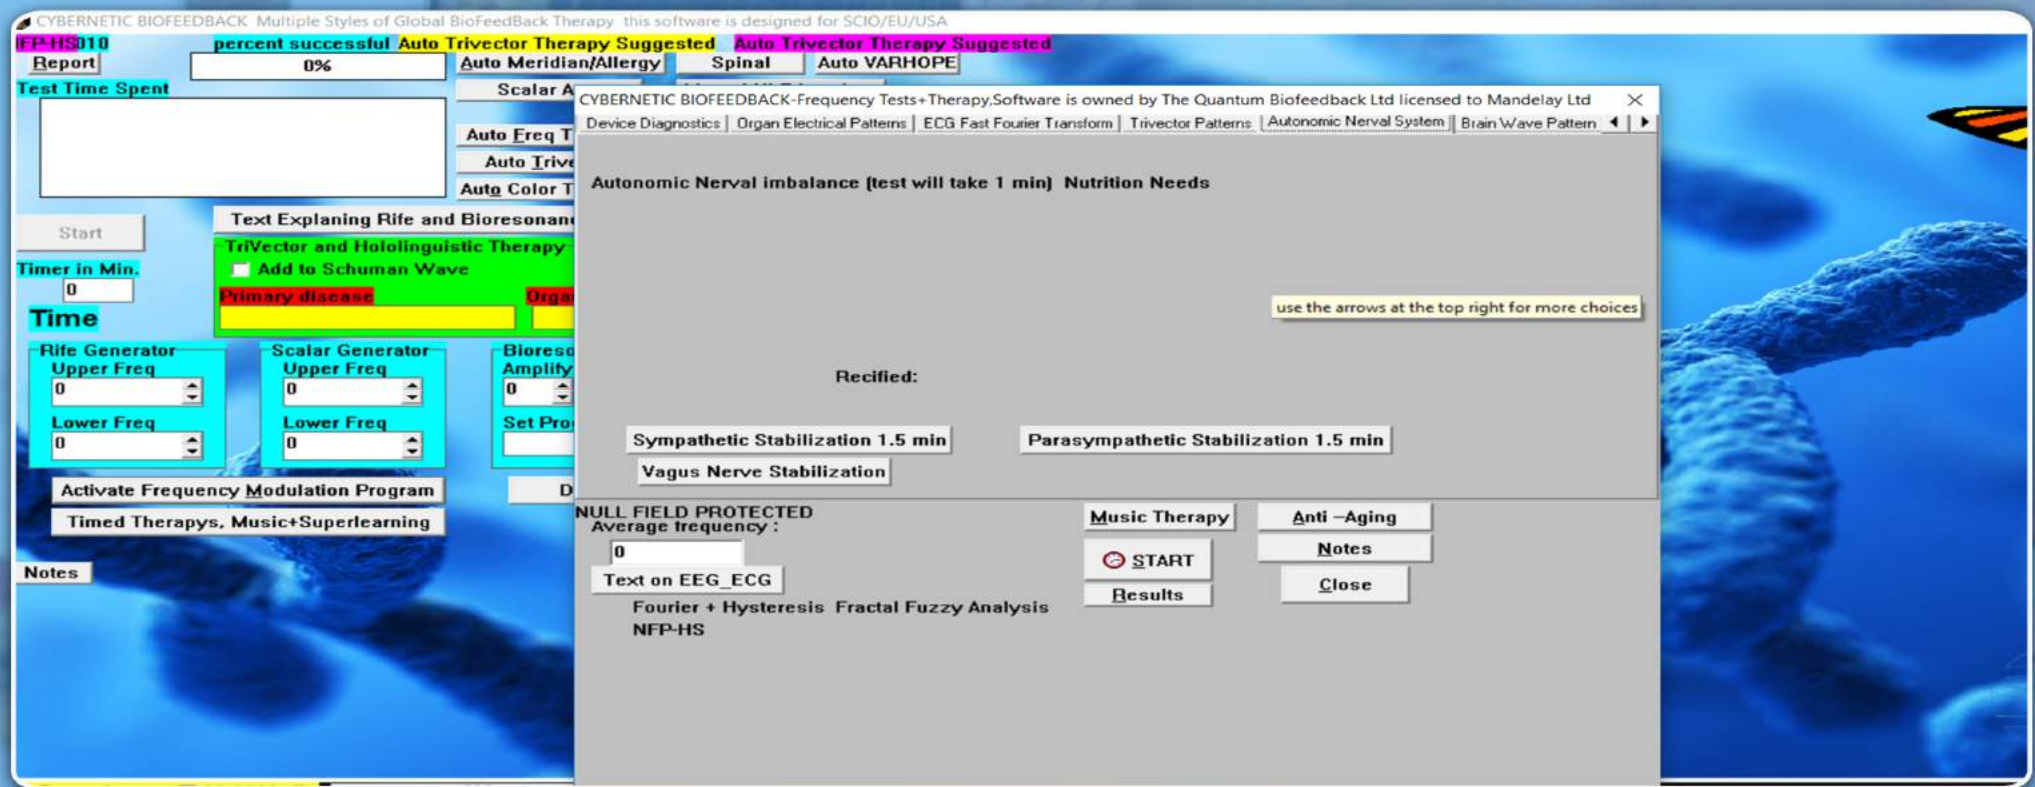 CYBERNETIC BIOFEEDBACK Multiple Styles of Global BioFeedBack Therapy this software is designed for SCIO/EU/USA
010 percent successful Auto Trivector Therapy Suggested Auto Trivector Therapy Suggested
Report 0% Auto Meridian/Allergy Spinal Auto VARHOPE
Test Time Spent
Scalar A
Auto Freq T
Auto Trive
Auto Color T
Start
Text Explaning Rife and Bioresonan
TriVector and Hololinguistic Therapy
Add to Schuman Wave
Timer in Min.
0
Primary disease Orga
Time
Rife Generator Scalar Generator Bioreso
Upper Freq Upper Freq Amplify
0 0 0
Lower Freq Lower Freq Set Pro
0 0
Activate Frequency Modulation Program D
Timed Therapys, Music+Superlearning
Notes
CYBERNETIC BIOFEEDBACK-Frequency Tests+Therapy,Software is owned by The Quantum Biofeedback Ltd licensed to Mandelay Ltd
Device Diagnostics Organ Electrical Patterns ECG Fast Fourier Transform Trivector Patterns Autonomic Nerval System Brain Wave Pattern
Autonomic Nerval imbalance (test will take 1 min) Nutrition Needs
use the arrows at the top right for more choices
Recified:
Sympathetic Stabilization 1.5 min Parasympathetic Stabilization 1.5 min
Vagus Nerve Stabilization
NULL FIELD PROTECTED
Average frequency :
0
Music Therapy Anti –Aging
START Notes
Text on EEG_ECG
Results Close
Fourier + Hysteresis Fractal Fuzzy Analysis
NFP-HS